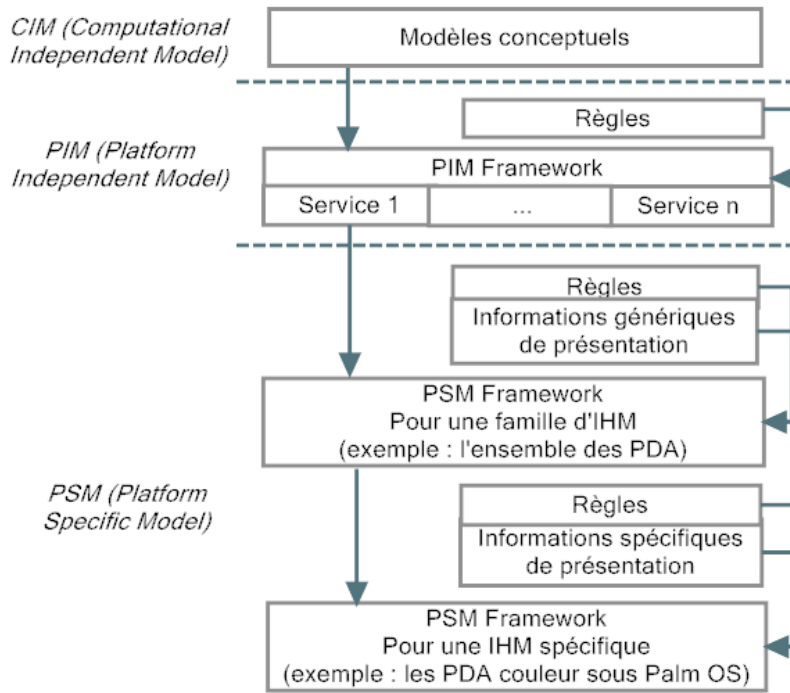 CIM (Computational
Independent Model)
Modèles conceptuels
Règles
PIM (Platform
Independent Model)
PIM Framework
Service 1
...
Service n
Règles
Informations génériques
de présentation
PSM Framework
Pour une famille d'IHM
(exemple : l'ensemble des PDA)
PSM (Platform
Specific Model)
Règles
Informations spécifiques
de présentation
PSM Framework
Pour une IHM spécifique
(exemple : les PDA couleur sous Palm OS)